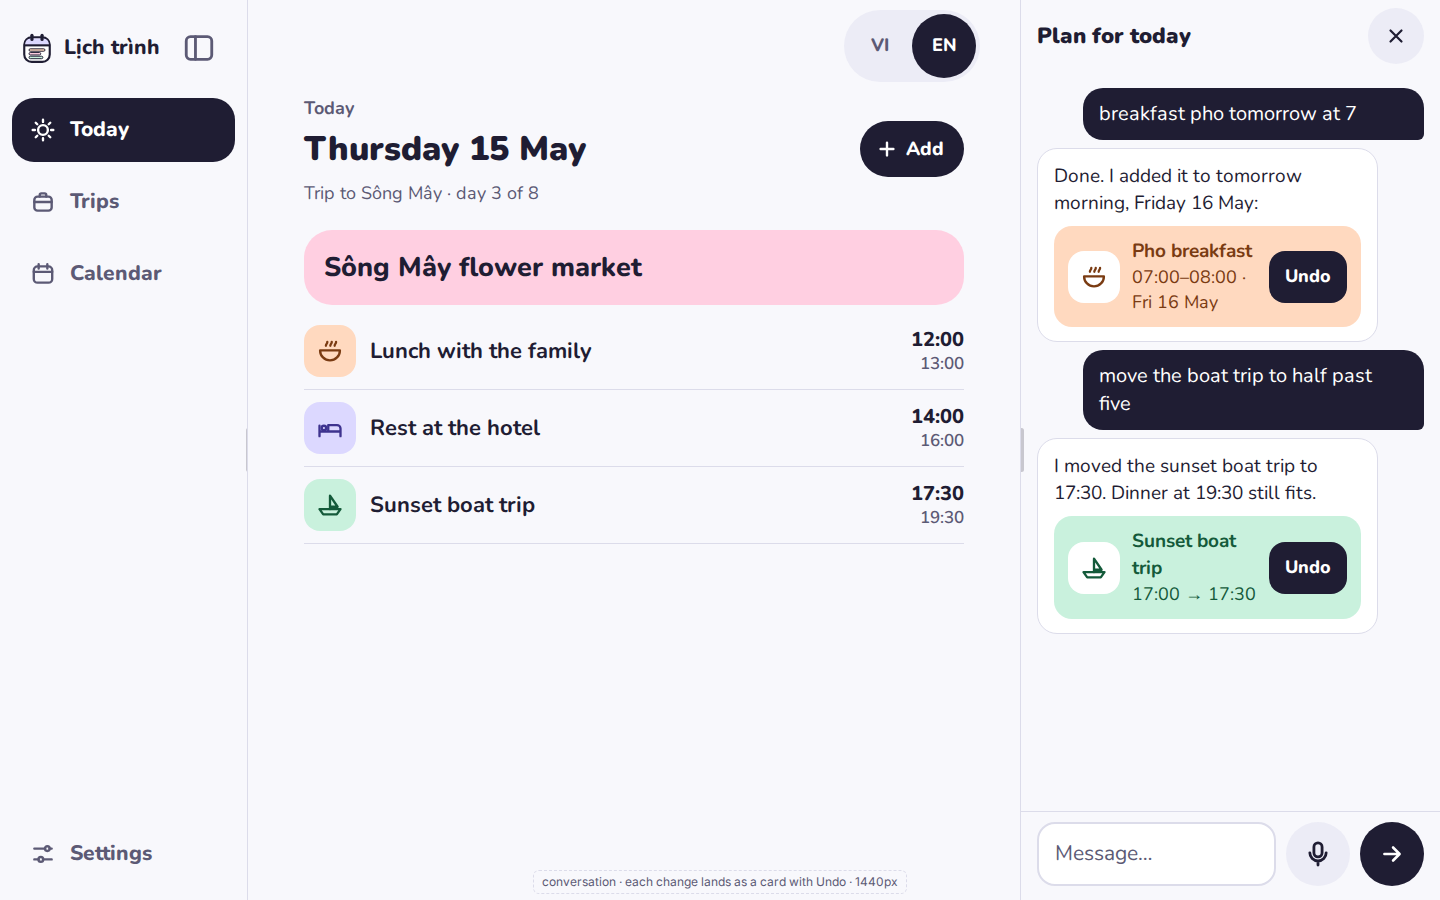 Lịch trình
Today
Trips
Calendar
Settings
VI
EN
Today
Thursday 15 May
Trip to Sông Mây · day 3 of 8
+ Add
Sông Mây flower market
Lunch with the family
12:00
13:00
Rest at the hotel
14:00
16:00
Sunset boat trip
17:30
19:30
conversation · each change lands as a card with Undo · 1440px
Plan for today
breakfast pho tomorrow at 7
Done. I added it to tomorrow
morning, Friday 16 May:
Pho breakfast
07:00–08:00 ·
Fri 16 May
Undo
move the boat trip to half past
five
I moved the sunset boat trip to
17:30. Dinner at 19:30 still fits.
Sunset boat
trip
17:00 → 17:30
Undo
Message...